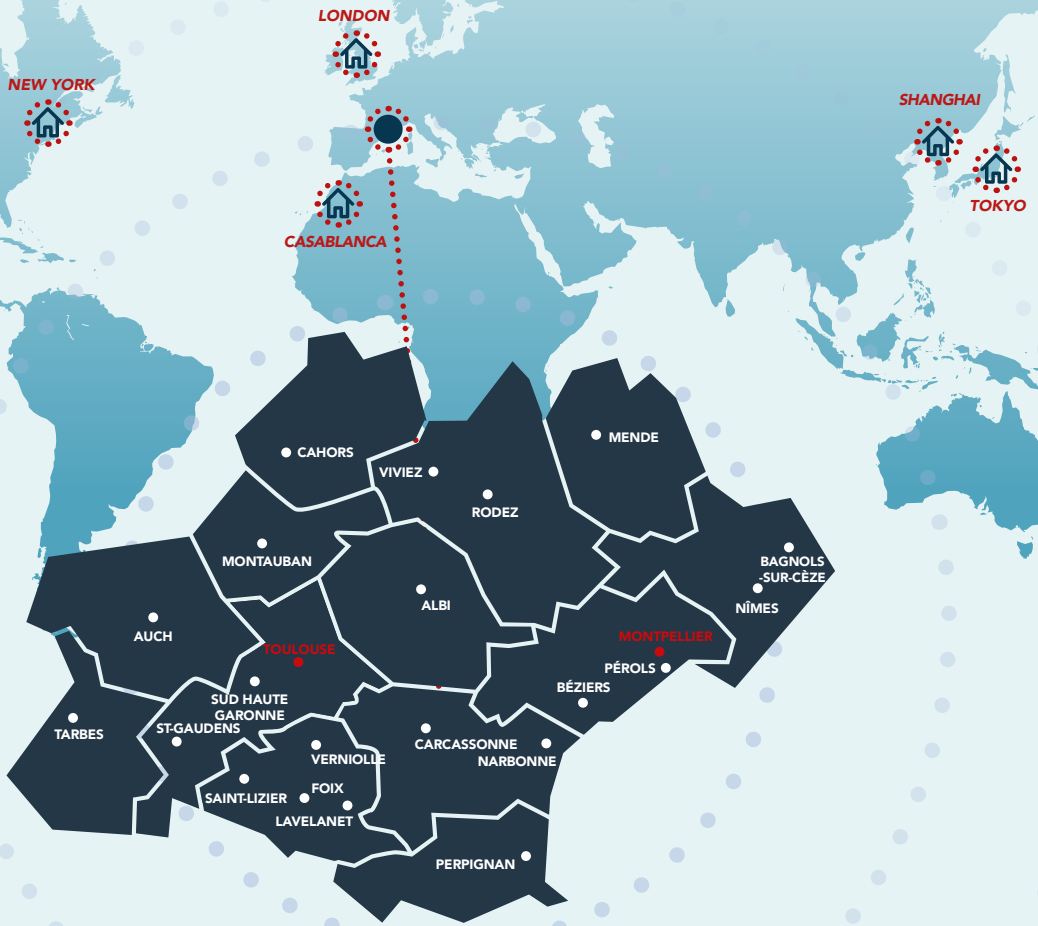 LONDON
NEW YORK
SHANGHAI
TOKYO
CASABLANCA
CAHORS
MENDE
VIVIEZ
RODEZ
MONTAUBAN
BAGNOLS
-SUR-CÈZE
ALBI
NÎMES
AUCH
MONTPELLIER
TOULOUSE
PÉROLS
BÉZIERS
SUD HAUTE
GARONNE
ST-GAUDENS
TARBES
CARCASSONNE
NARBONNE
VERNIOLLE
SAINT-LIZIER
FOIX
LAVELANET
PERPIGNAN